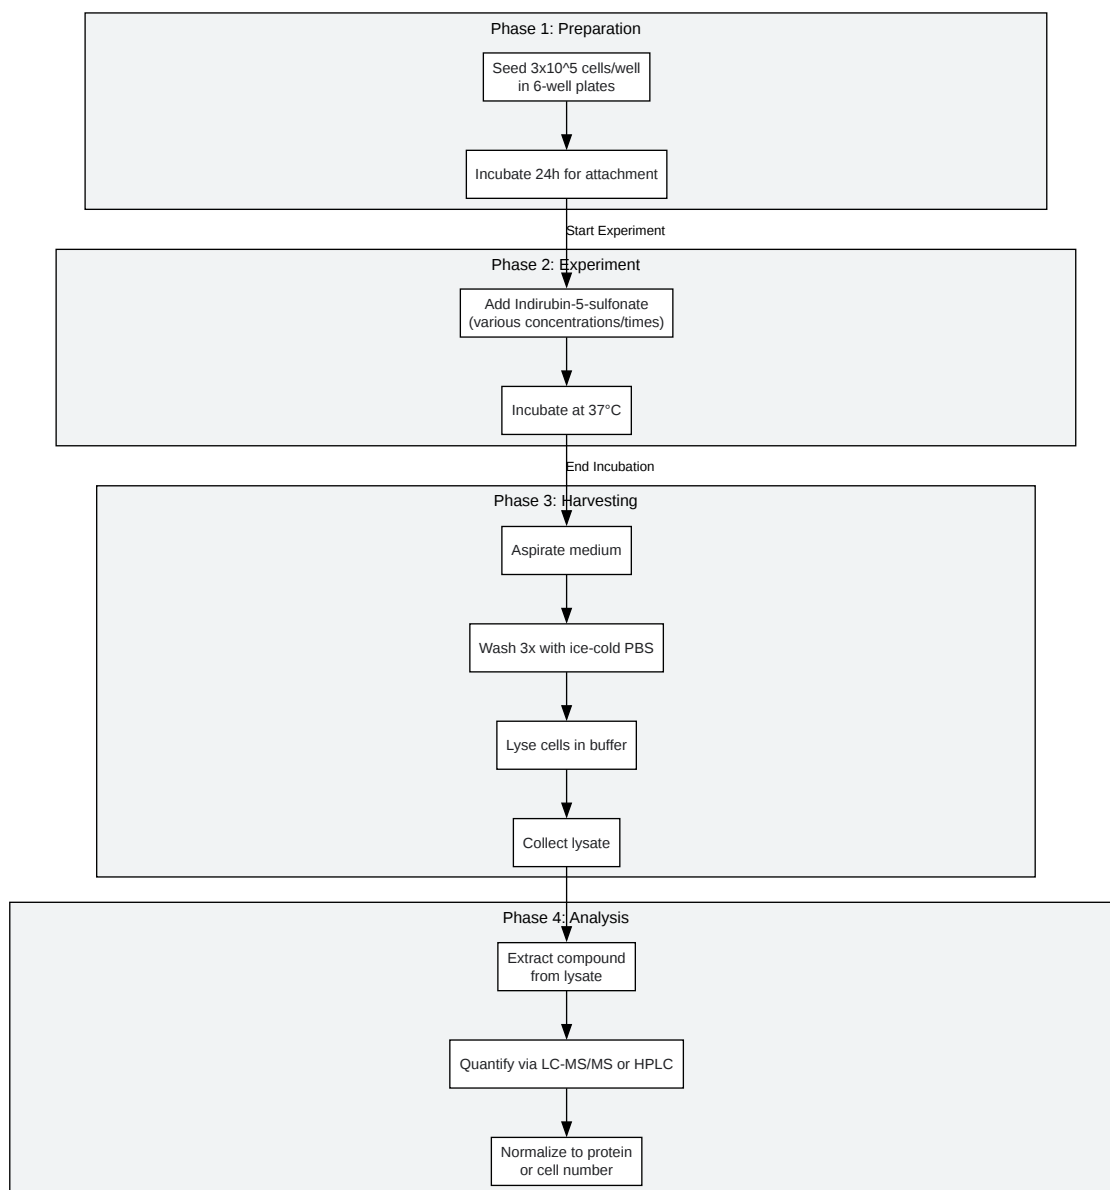 Phase 1: Preparation
Seed 3x10^5 cells/well
in 6-well plates
Incubate 24h for attachment
Start Experiment
Phase 2: Experiment
Add Indirubin-5-sulfonate
(various concentrations/times)
Incubate at 37°C
End Incubation
Phase 3: Harvesting
Aspirate medium
Wash 3x with ice-cold PBS
Lyse cells in buffer
Collect lysate
Phase 4: Analysis
Extract compound
from lysate
Quantify via LC-MS/MS or HPLC
Normalize to protein
or cell number